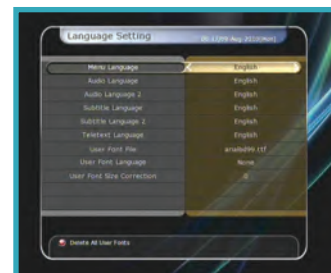 Language Setting
Menu Language English
Audio Language English
Audio Language 2 English
Subtitle Language English
Subtitle Language 2 English
Teletext Language English
User Font File
User Font Language None
User Font Size Correction 0
Delete All User Fonts